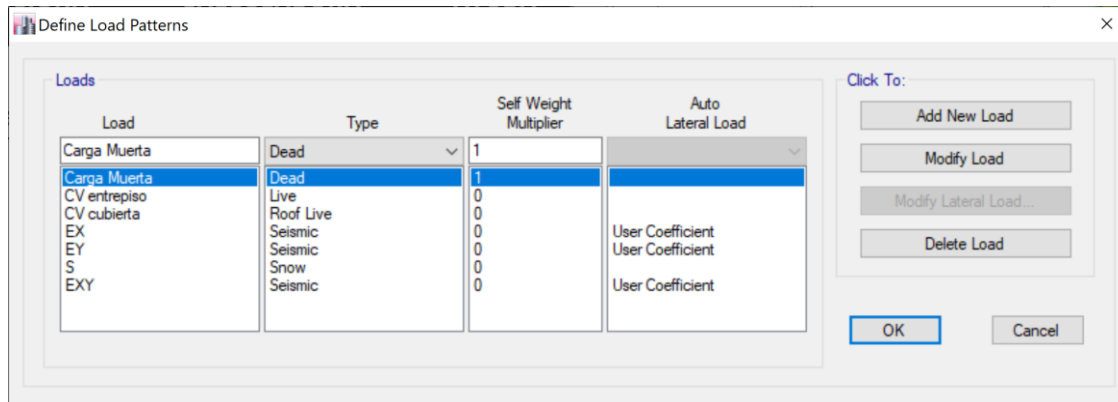 Define Load Patterns
Loads
Click To:
Load Type Self Weight Multiplier Auto Lateral Load
Carga Muerta Dead 1
Carga Muerta Dead 1
CV entrepiso Live 0
CV cubierta Roof Live 0
EX Seismic 0 User Coefficient
EY Seismic 0 User Coefficient
S Snow 0
EXY Seismic 0 User Coefficient
Add New Load
Modify Load
Modify Lateral Load...
Delete Load
OK
Cancel